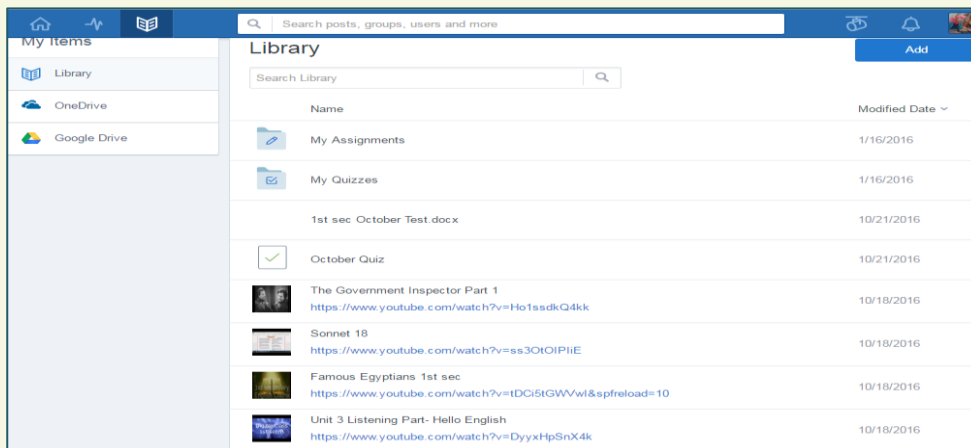 Search posts, groups, users and more
My Items
Library
OneDrive
Google Drive
Library
Add
Search Library
Name Modified Date
My Assignments 1/16/2016
My Quizzes 1/16/2016
1st sec October Test.docx 10/21/2016
October Quiz 10/21/2016
The Government Inspector Part 1
https://www.youtube.com/watch?v=Ho1ssdkQ4kk 10/18/2016
Sonnet 18
https://www.youtube.com/watch?v=ss3OtOIPIiE 10/18/2016
Famous Egyptians 1st sec
https://www.youtube.com/watch?v=tDCi5tGWVwI&spfreload=10 10/18/2016
Unit 3 Listening Part- Hello English
https://www.youtube.com/watch?v=DyyxHpSnX4k 10/18/2016